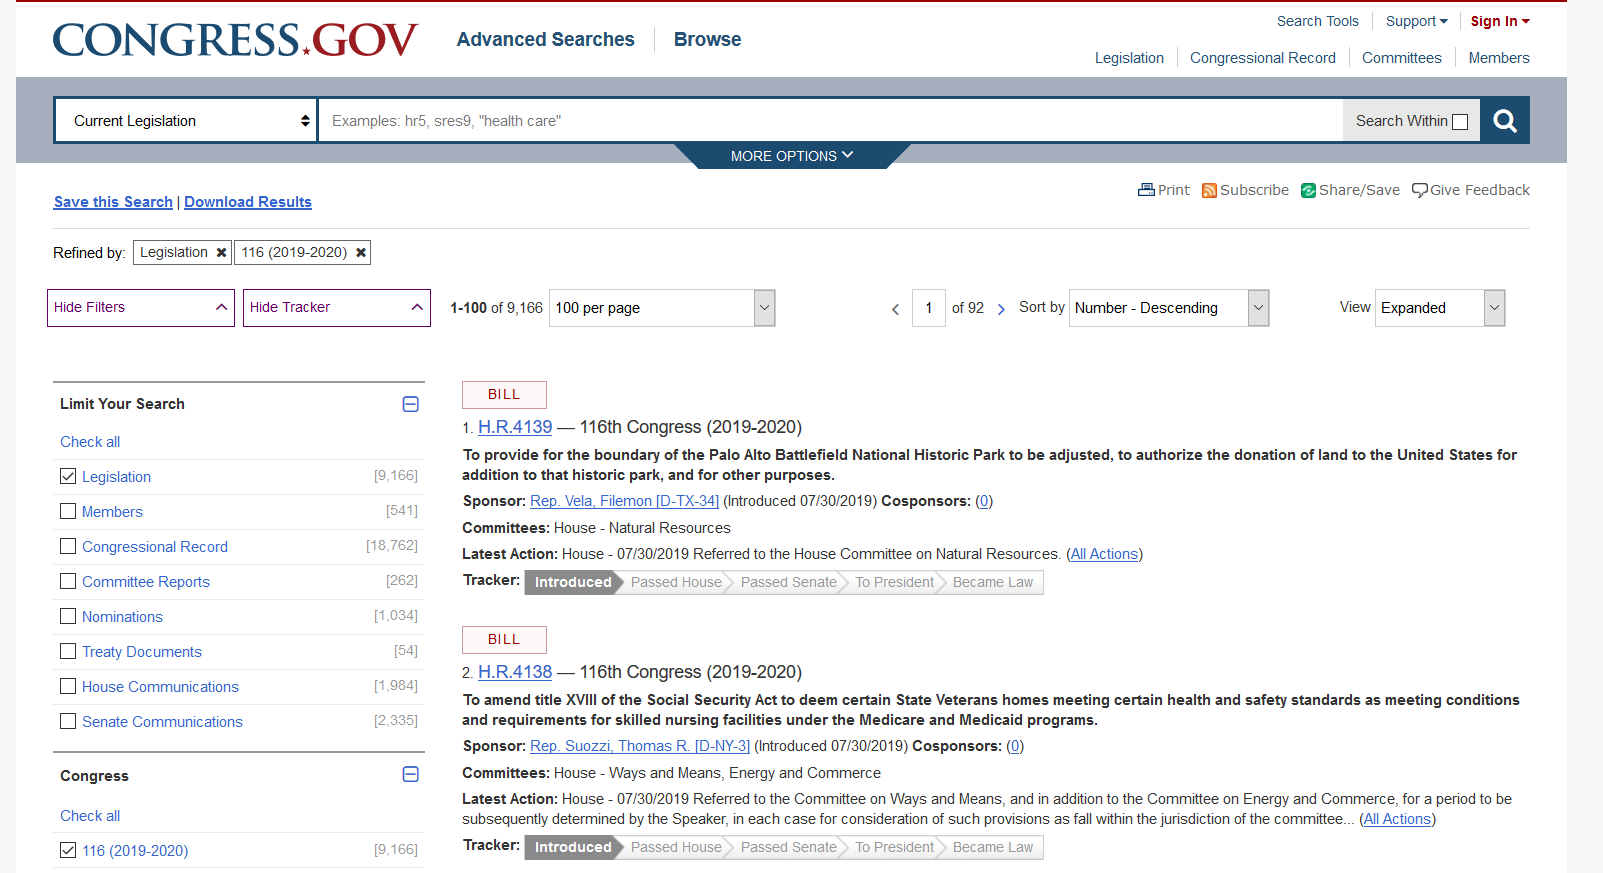 CONGRESS.GOV
Advanced Searches Browse
Search Tools Support Sign In
Legislation Congressional Record Committees Members
Current Legislation Examples: hr5, sres9, "health care" Search Within
MORE OPTIONS
Save this Search | Download Results
Print Subscribe Share/Save Give Feedback
Refined by: Legislation ✖ 116 (2019-2020) ✖
Hide Filters Hide Tracker 1-100 of 9,166 100 per page 1 of 92 Sort by Number - Descending View Expanded
Limit Your Search
Check all
Legislation [9,166]
Members [541]
Congressional Record [18,762]
Committee Reports [262]
Nominations [1,034]
Treaty Documents [54]
House Communications [1,984]
Senate Communications [2,335]
Congress
Check all
116 (2019-2020) [9,166]
BILL
1. H.R.4139 — 116th Congress (2019-2020)
To provide for the boundary of the Palo Alto Battlefield National Historic Park to be adjusted, to authorize the donation of land to the United States for
addition to that historic park, and for other purposes.
Sponsor: Rep. Vela, Filemon [D-TX-34] (Introduced 07/30/2019) Cosponsors: (0)
Committees: House - Natural Resources
Latest Action: House - 07/30/2019 Referred to the House Committee on Natural Resources. (All Actions)
Tracker: Introduced Passed House Passed Senate To President Became Law
BILL
2. H.R.4138 — 116th Congress (2019-2020)
To amend title XVIII of the Social Security Act to deem certain State Veterans homes meeting certain health and safety standards as meeting conditions
and requirements for skilled nursing facilities under the Medicare and Medicaid programs.
Sponsor: Rep. Suozzi, Thomas R. [D-NY-3] (Introduced 07/30/2019) Cosponsors: (0)
Committees: House - Ways and Means, Energy and Commerce
Latest Action: House - 07/30/2019 Referred to the Committee on Ways and Means, and in addition to the Committee on Energy and Commerce, for a period to be
subsequently determined by the Speaker, in each case for consideration of such provisions as fall within the jurisdiction of the committee... (All Actions)
Tracker: Introduced Passed House Passed Senate To President Became Law